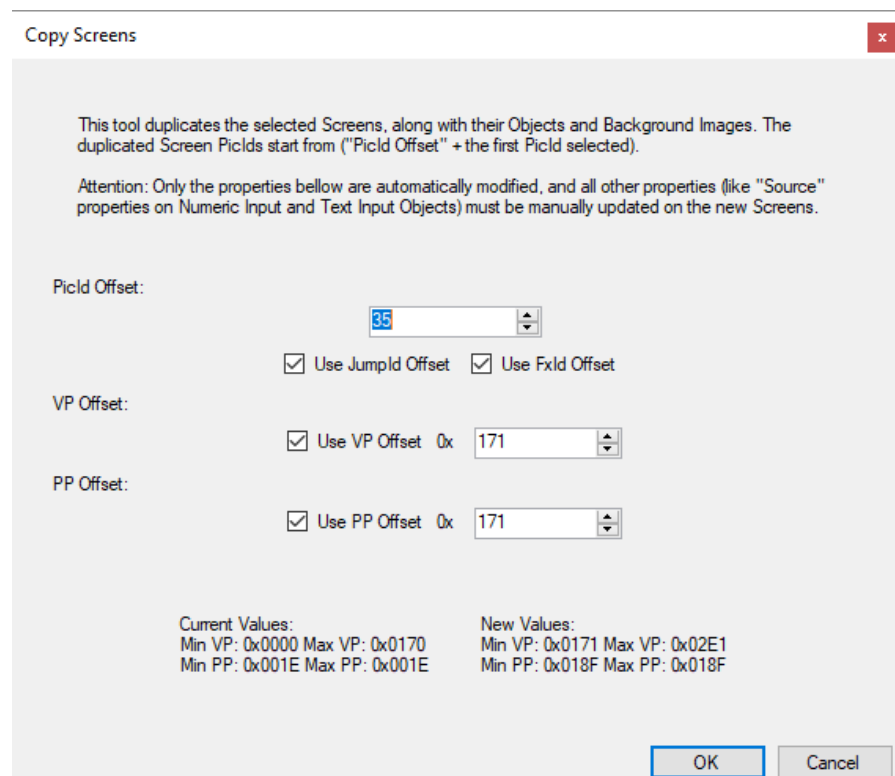 Copy Screens
x
This tool duplicates the selected Screens, along with their Objects and Background Images. The
duplicated Screen PicIds start from ("PicId Offset" + the first PicId selected).
Attention: Only the properties bellow are automatically modified, and all other properties (like "Source"
properties on Numeric Input and Text Input Objects) must be manually updated on the new Screens.
PicId Offset:
35
Use JumpId Offset Use FxId Offset
VP Offset:
Use VP Offset 0x 171
PP Offset:
Use PP Offset 0x 171
Current Values:
Min VP: 0x0000 Max VP: 0x0170
Min PP: 0x001E Max PP: 0x001E
New Values:
Min VP: 0x0171 Max VP: 0x02E1
Min PP: 0x018F Max PP: 0x018F
OK Cancel